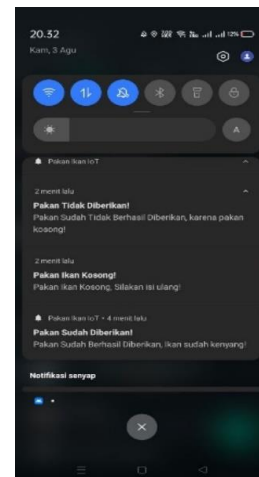 20.32
12%
Kam, 3 Agu
A
Pakan Ikan IoT
2 menit lalu
Pakan Tidak Diberikan!
Pakan Sudah Tidak Berhasil Diberikan, karena pakan
kosong!
2 menit lalu
Pakan Ikan Kosong!
Pakan Ikan Kosong, Silakan isi ulang!
Pakan Ikan IoT • 4 menit lalu
Pakan Sudah Diberikan!
Pakan Sudah Berhasil Diberikan, Ikan sudah kenyang!
Notifikasi senyap